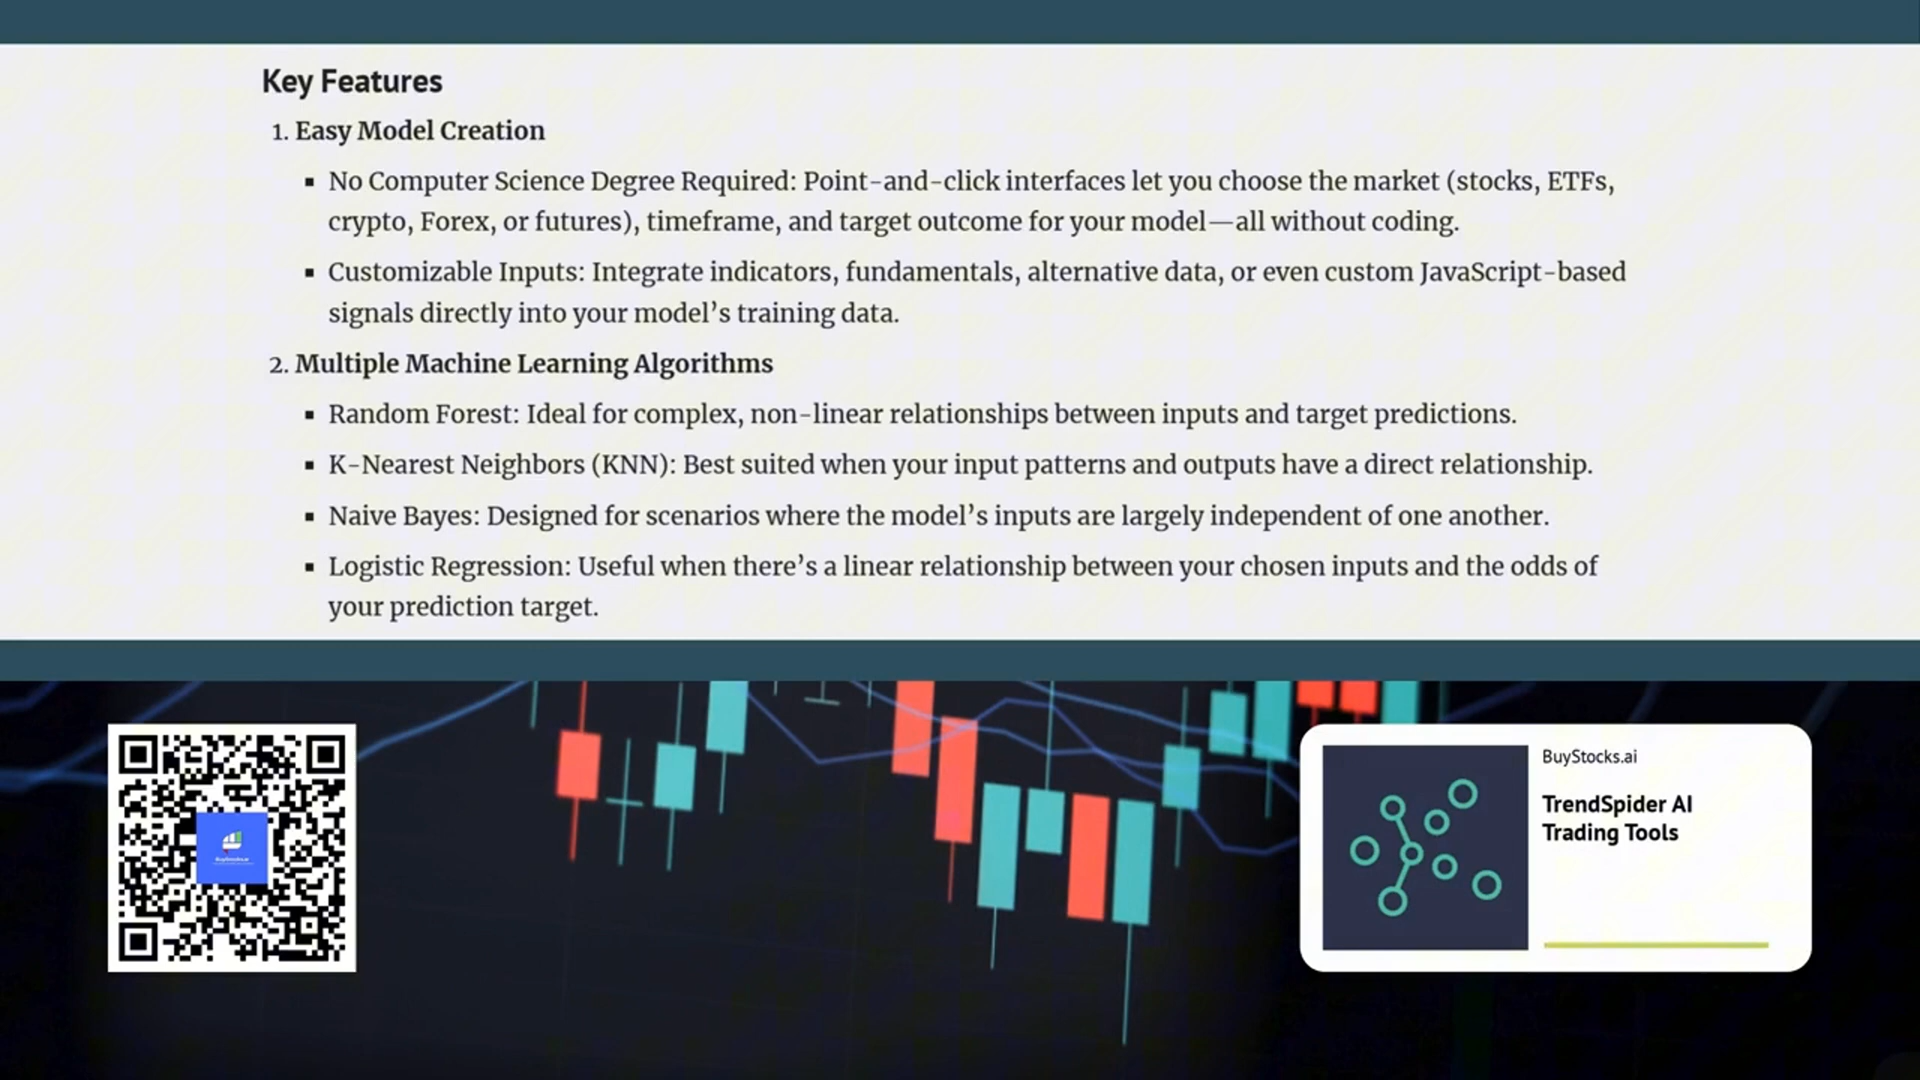 Key Features
1. Easy Model Creation
▪ No Computer Science Degree Required: Point-and-click interfaces let you choose the market (stocks, ETFs,
crypto, Forex, or futures), timeframe, and target outcome for your model—all without coding.
▪ Customizable Inputs: Integrate indicators, fundamentals, alternative data, or even custom JavaScript-based
signals directly into your model’s training data.
2. Multiple Machine Learning Algorithms
▪ Random Forest: Ideal for complex, non-linear relationships between inputs and target predictions.
▪ K-Nearest Neighbors (KNN): Best suited when your input patterns and outputs have a direct relationship.
▪ Naive Bayes: Designed for scenarios where the model’s inputs are largely independent of one another.
▪ Logistic Regression: Useful when there’s a linear relationship between your chosen inputs and the odds of
your prediction target.
BuyStocks.ai
BuyStocks.ai
TrendSpider AI
Trading Tools